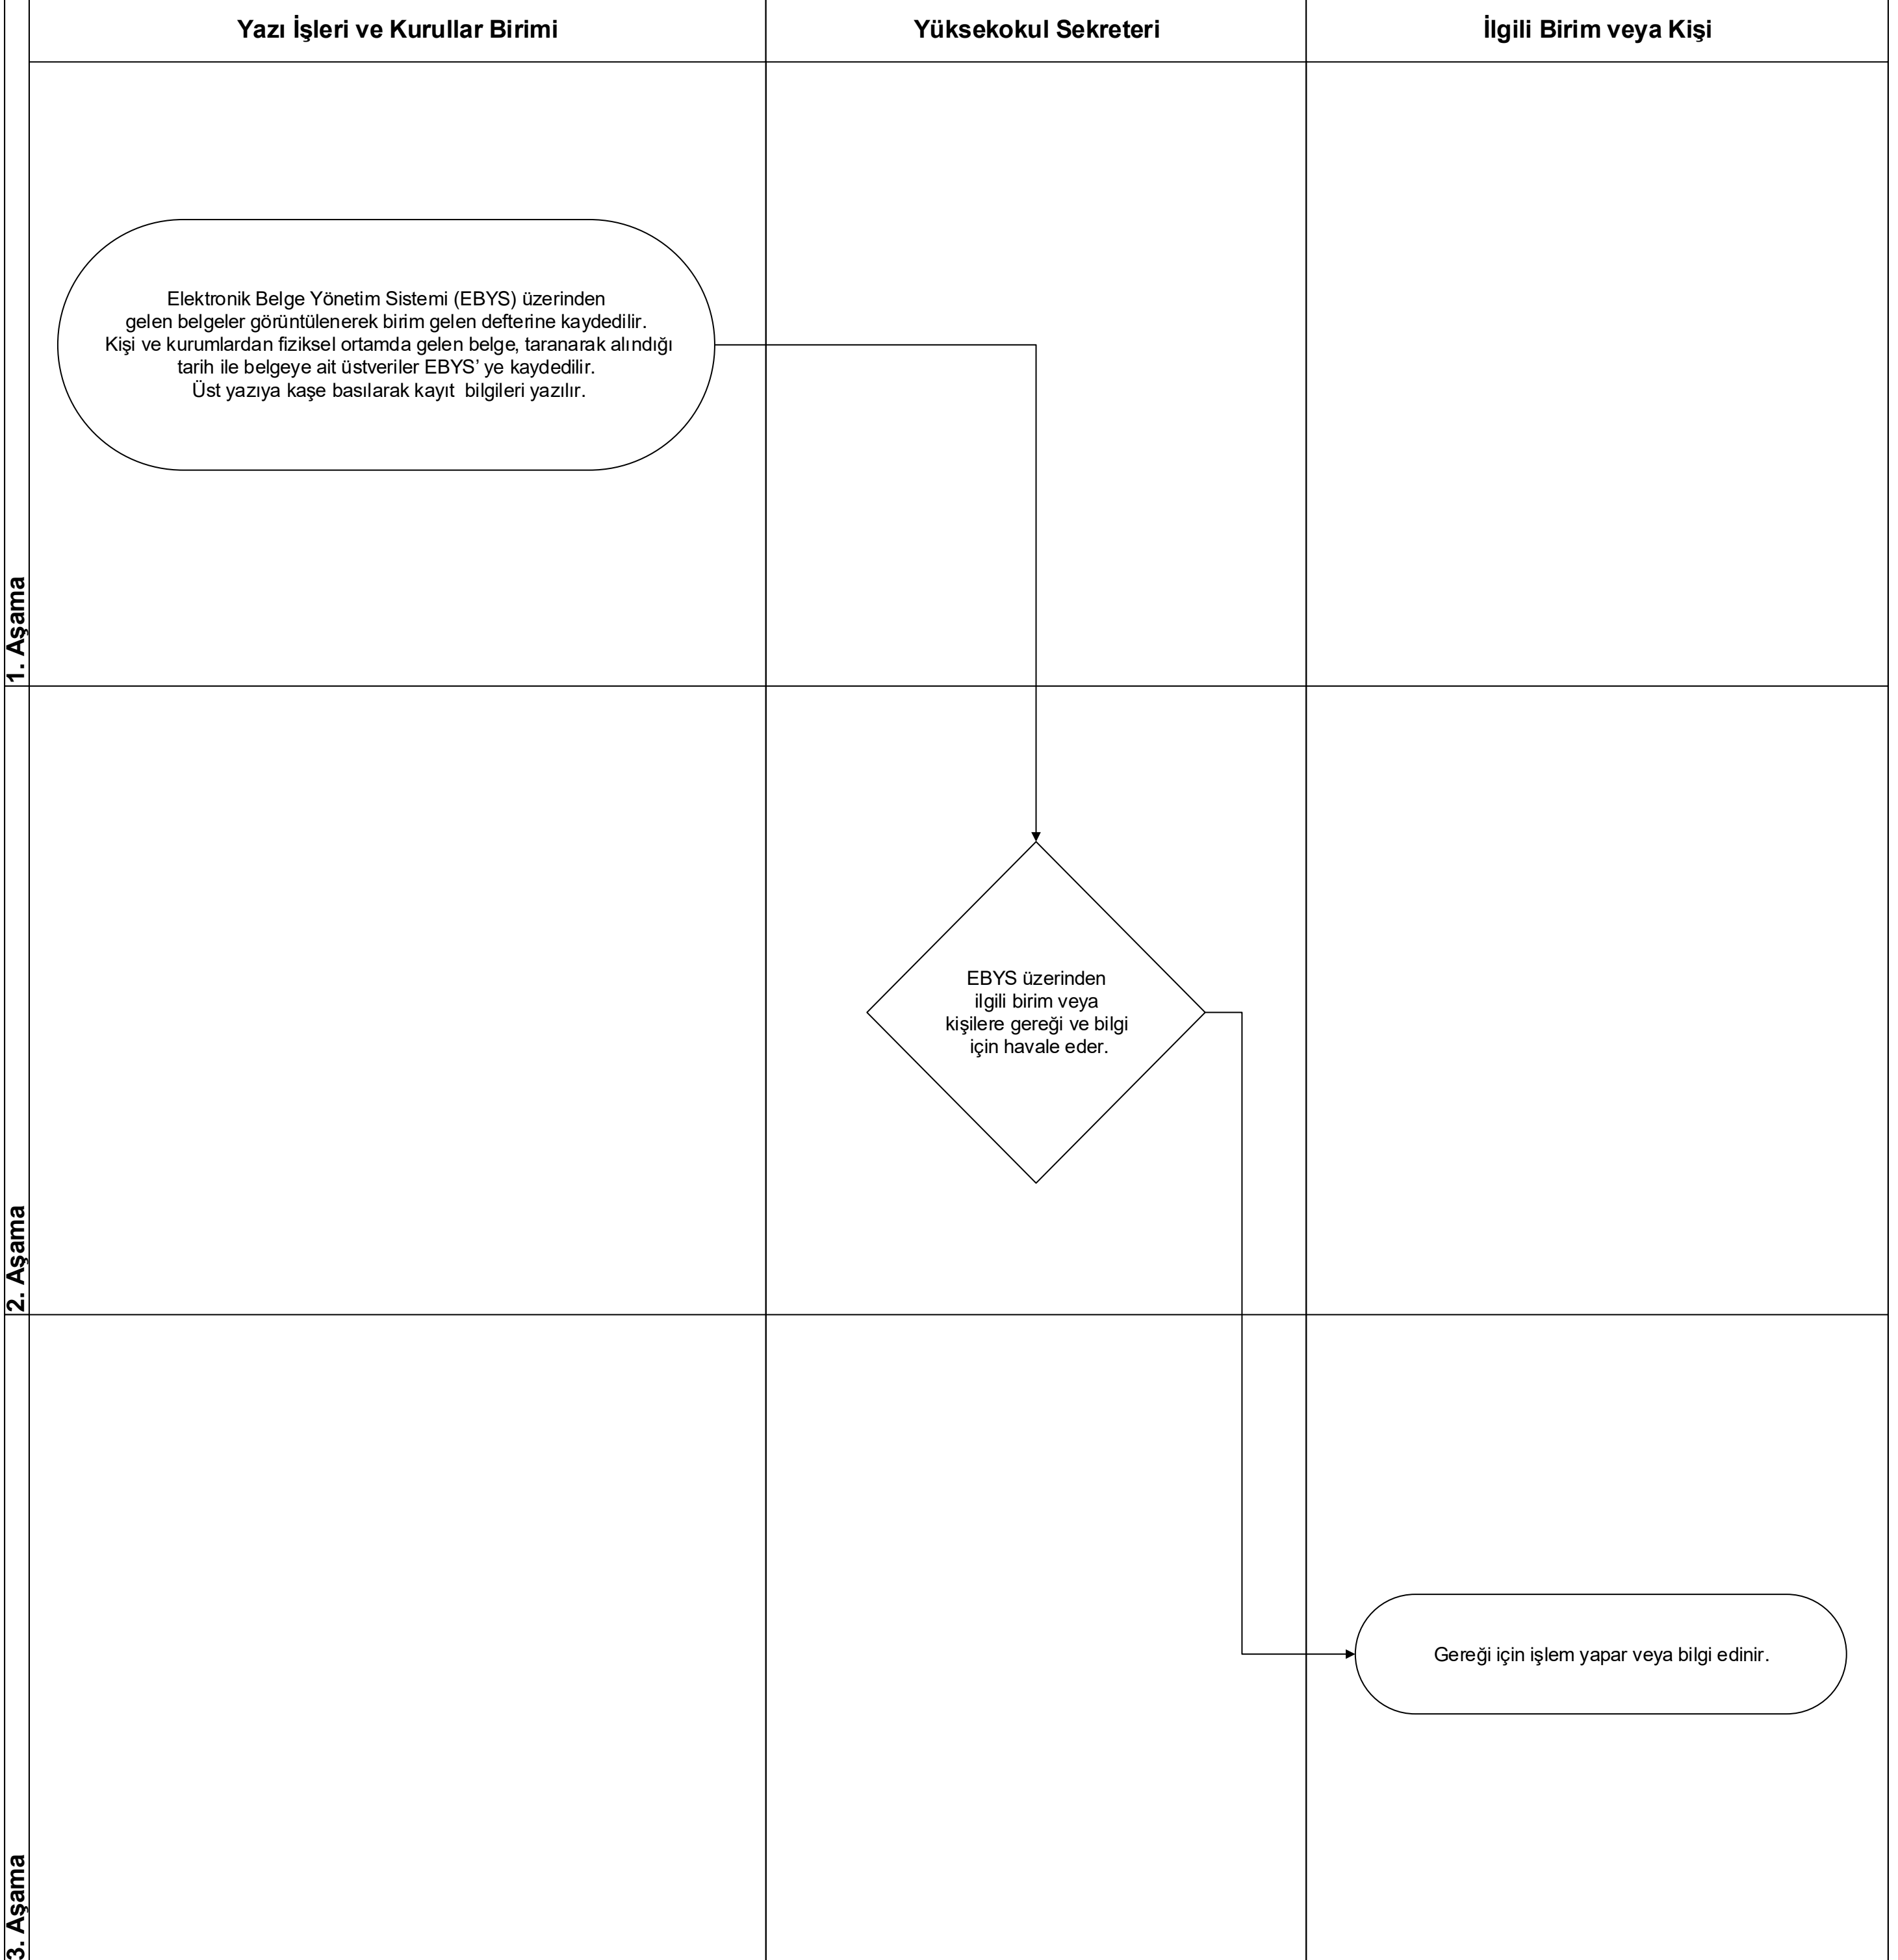 Yazı İşleri ve Kurullar Birimi
Yüksekokul Sekreteri
İlgili Birim veya Kişi
1. Aşama
Elektronik Belge Yönetim Sistemi (EBYS) üzerinden
gelen belgeler görüntülenerek birim gelen defterine kaydedilir.
Kişi ve kurumlardan fiziksel ortamda gelen belge, taranarak alındığı
tarih ile belgeye ait üstveriler EBYS’ ye kaydedilir.
Üst yazıya kaşe basılarak kayıt  bilgileri yazılır.
2. Aşama
EBYS üzerinden
ilgili birim veya
kişilere gereği ve bilgi
için havale eder.
3. Aşama
Gereği için işlem yapar veya bilgi edinir.